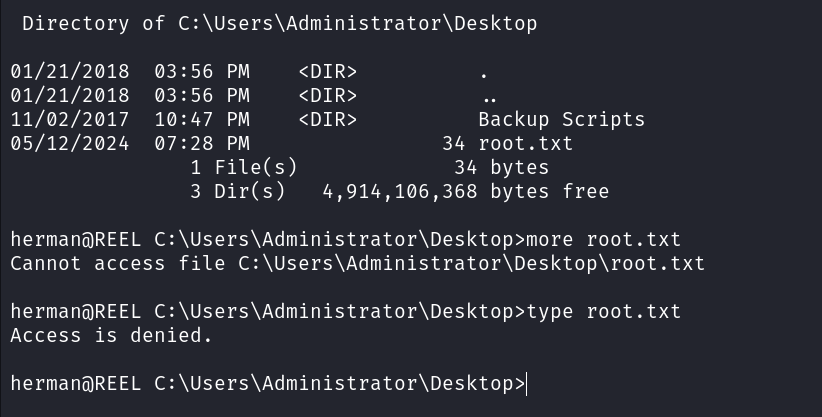 Directory of C:\Users\Administrator\Desktop
01/21/2018  03:56 PM    <DIR>                   .
01/21/2018  03:56 PM    <DIR>                   ..
11/02/2017  10:47 PM    <DIR>                   Backup Scripts
05/12/2024  07:28 PM                34 root.txt
1 File(s)             34 bytes
3 Dir(s)   4,914,106,368 bytes free
herman@REEL C:\Users\Administrator\Desktop>more root.txt
Cannot access file C:\Users\Administrator\Desktop\root.txt
herman@REEL C:\Users\Administrator\Desktop>type root.txt
Access is denied.
herman@REEL C:\Users\Administrator\Desktop>